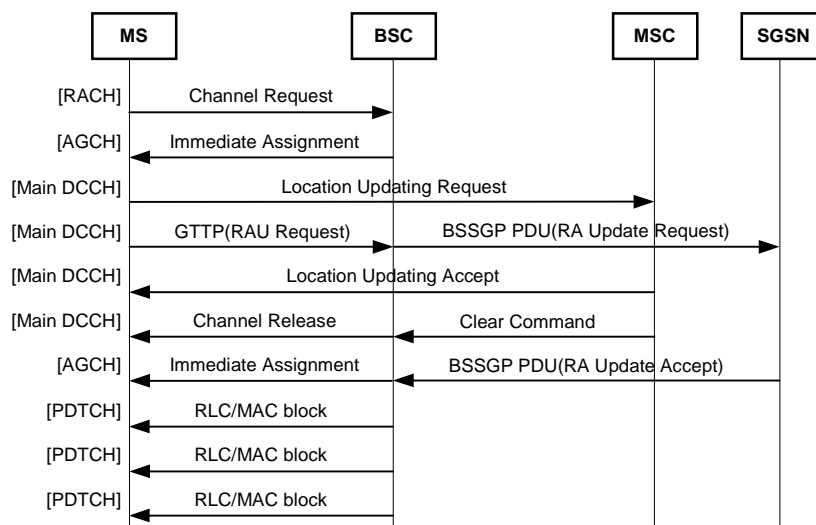 MS BSC MSC SGSN
[RACH] Channel Request
[AGCH] Immediate Assignment
[Main DCCH] Location Updating Request
[Main DCCH] GTTP(RAU Request) BSSGP PDU(RA Update Request)
[Main DCCH] Location Updating Accept
[Main DCCH] Channel Release Clear Command
[AGCH] Immediate Assignment BSSGP PDU(RA Update Accept)
[PDTCH] RLC/MAC block
[PDTCH] RLC/MAC block
[PDTCH] RLC/MAC block